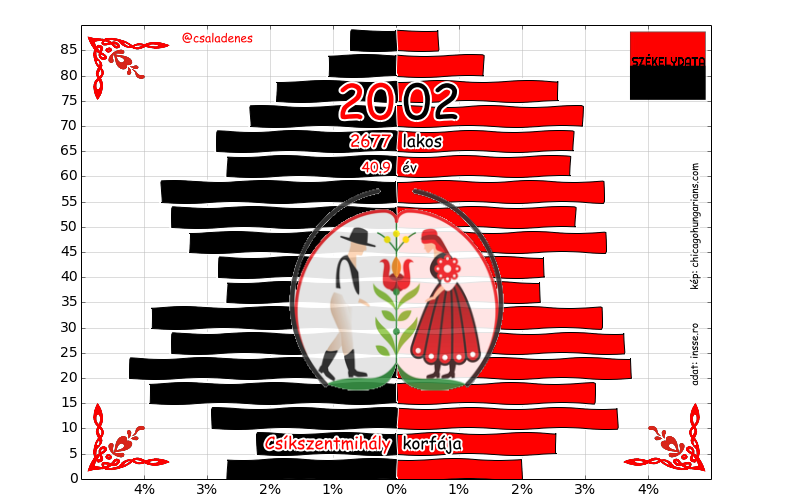 @csaladenes
SZÉKELYDATA
2002
2677 lakos
40.9 év
kép: chicagohungarians.com
adat: insse.ro
Csíkszentmihály korfája
85
80
75
70
65
60
55
50
45
40
35
30
25
20
15
10
5
0
4% 3% 2% 1% 0% 1% 2% 3% 4%